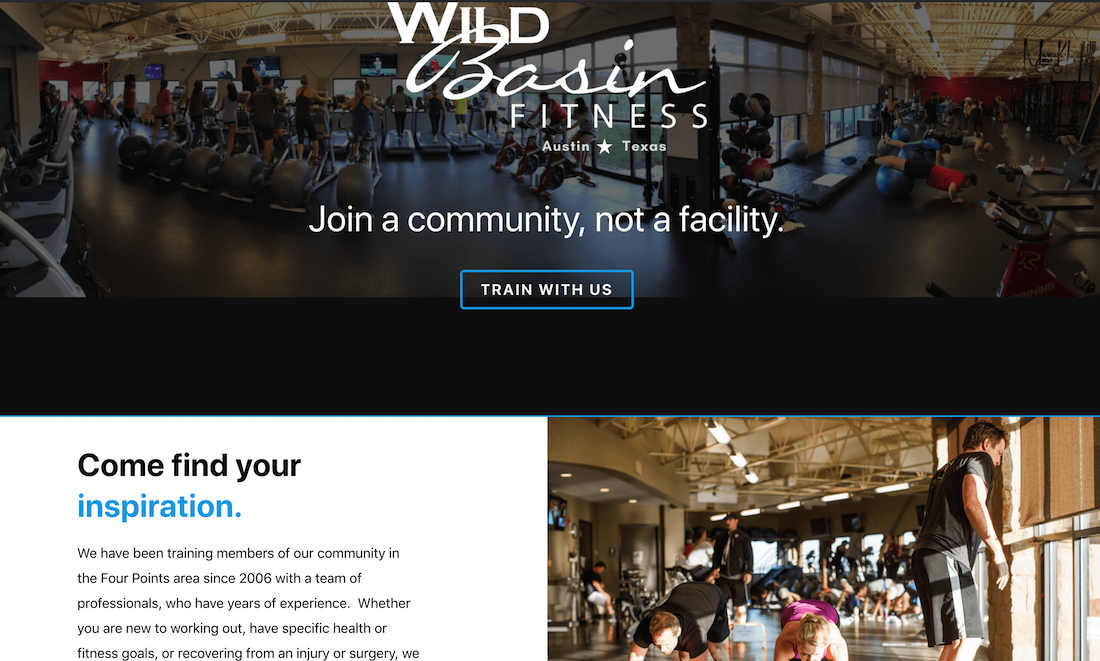 WILD
Basin
FITNESS
Austin ★ Texas
Join a community, not a facility.
TRAIN WITH US
SPINNING
Come find your
inspiration.
We have been training members of our community in
the Four Points area since 2006 with a team of
professionals, who have years of experience.  Whether
you are new to working out, have specific health or
fitness goals, or recovering from an injury or surgery, we